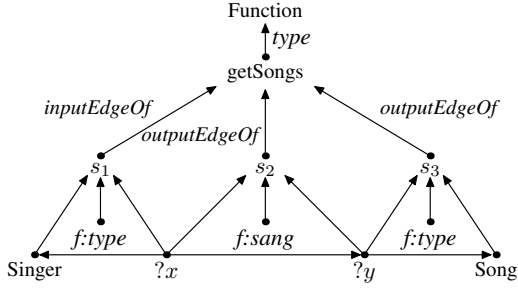 Function
type
getSongs
inputEdgeOf
outputEdgeOf
outputEdgeOf
s1 s2 s3
f:type f:sang f:type
Singer ?x ?y Song